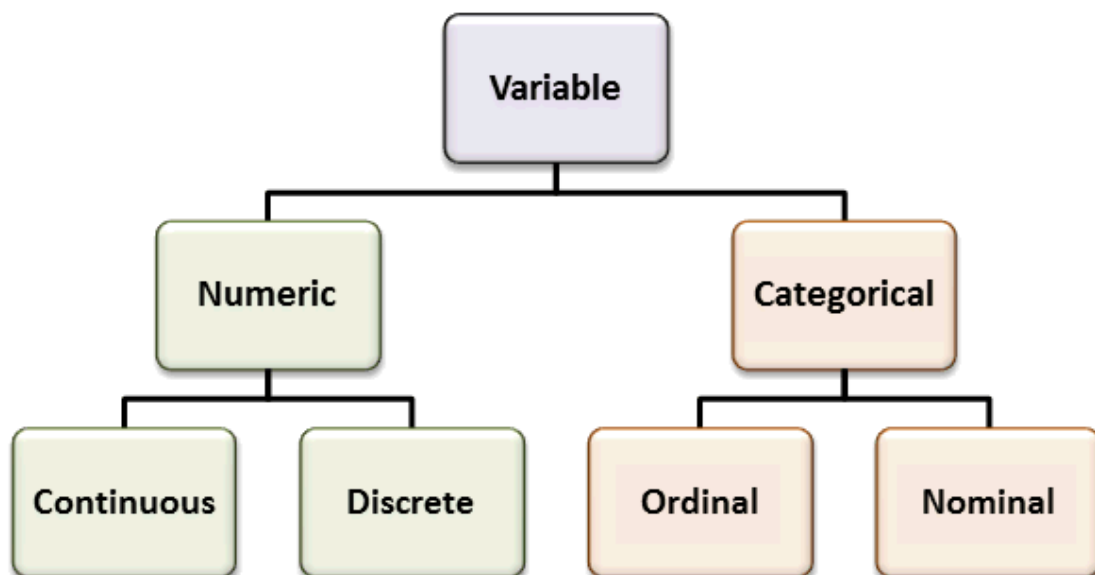 Variable
Numeric
Categorical
Continuous
Discrete
Ordinal
Nominal